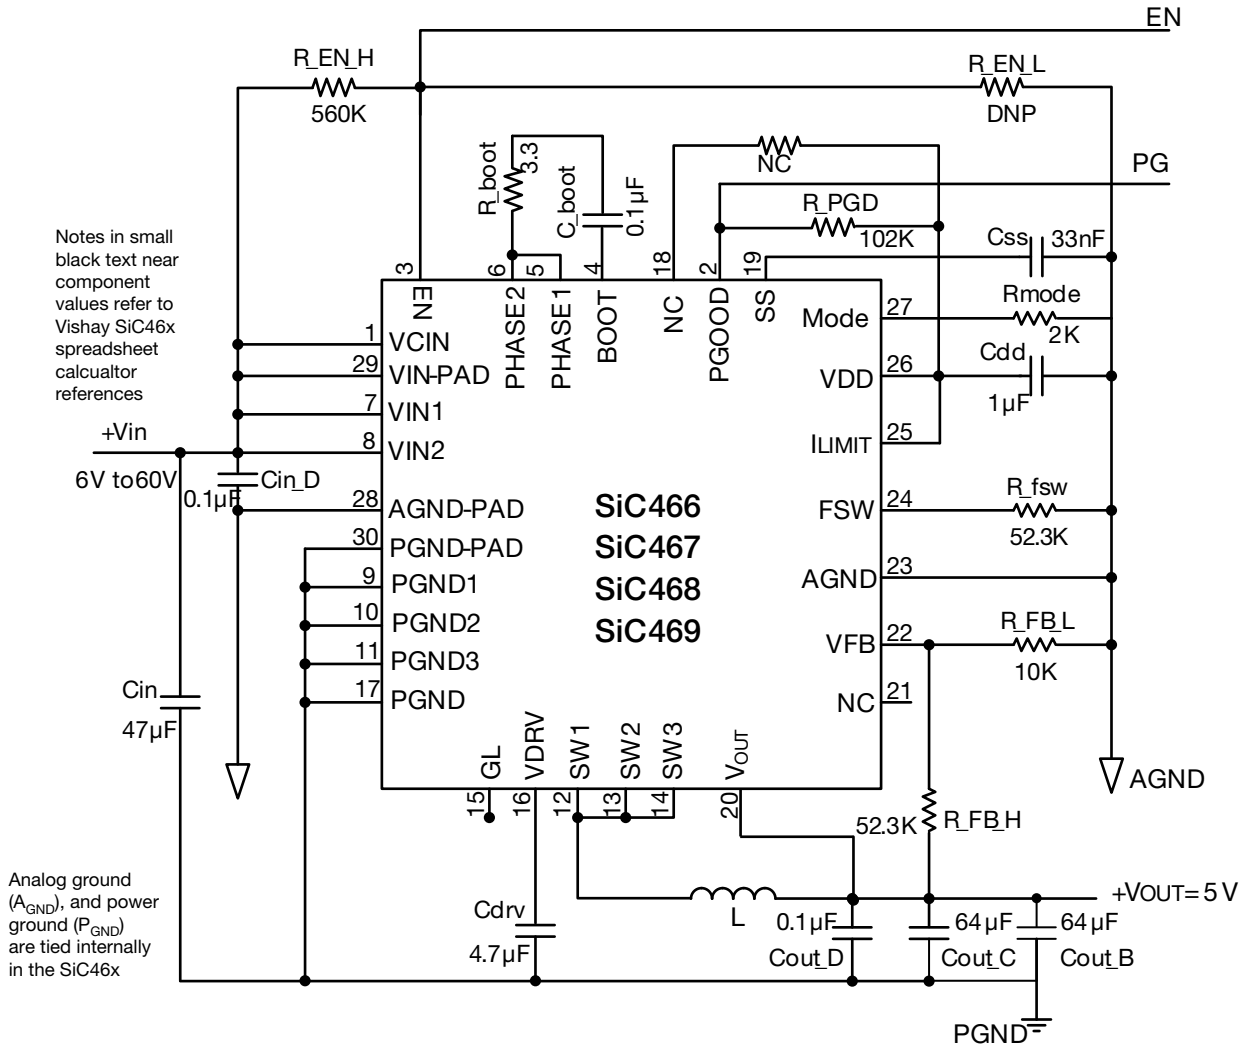 EN
R_EN_H
560K
R_EN_L
DNP
NC
PG
R_boot
3.3
C_boot
0.1µF
R_PGD
102K
Css
33nF
Notes in small
black text near
component
values refer to
Vishay SiC46x
spreadsheet
calcualtor
references
3
6
5
4
18
2
19
EN
PHASE2
PHASE1
BOOT
NC
PGOOD
SS
Mode
27
Rmode
2K
1
VCIN
29
VIN-PAD
7
VIN1
8
VIN2
VDD
26
Cdd
1µF
ILIMIT
25
+Vin
6V to60V
0.1µF
Cin_D
28
AGND-PAD
30
PGND-PAD
9
PGND1
10
PGND2
11
PGND3
17
PGND
SiC466
SiC467
SiC468
SiC469
FSW
24
R_fsw
52.3K
AGND
23
VFB
22
R_FB_L
10K
NC
21
Cin
47µF
GL
VDRV
SW1
SW2
SW3
VOUT
15
16
12
13
14
20
AGND
52.3K
R_FB_H
Analog ground
(AGND), and power
ground (PGND)
are tied internally
in the SiC46x
Cdrv
4.7µF
L
+VOUT= 5 V
0.1µF
Cout_D
64µF
Cout_C
64µF
Cout_B
PGND